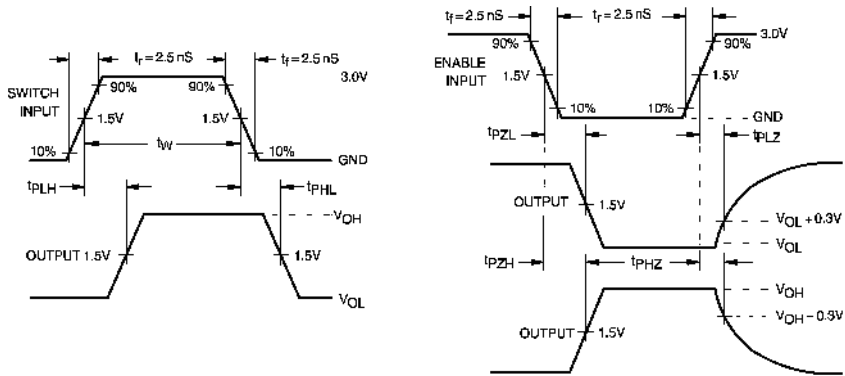 tr = 2.5 nS
tf = 2.5 nS
3.0V
SWITCH
INPUT
90%
90%
1.5V
1.5V
tW
10%
10%
GND
tPLH
tPHL
VOH
OUTPUT
1.5V
1.5V
VOL
tf = 2.5 nS
tr = 2.5 nS
3.0V
90%
90%
ENABLE
INPUT
1.5V
1.5V
10%
10%
GND
tPZL
tPLZ
OUTPUT
1.5V
VOL + 0.3V
VOL
tPZH
tPHZ
VOH
VOH – 0.3V
OUTPUT
1.5V